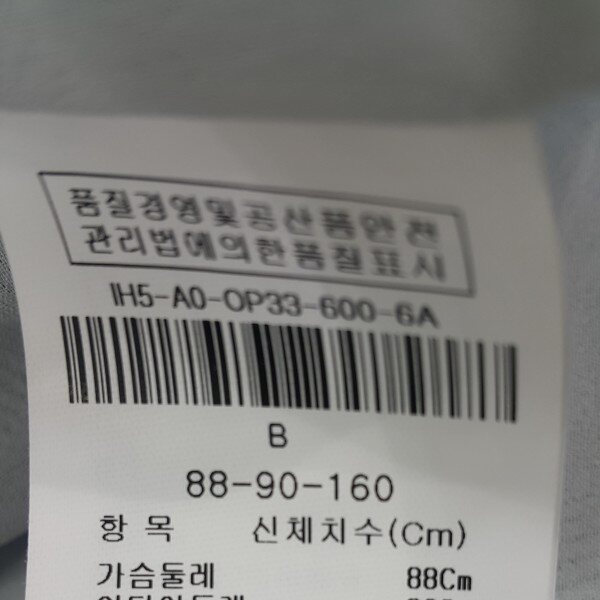 품질경영및공산품안전
관리법에의한품질표시
IH5-A0-OP33-600-6A
B
88-90-160
항 목 신체치수(Cm)
가슴둘레 88Cm